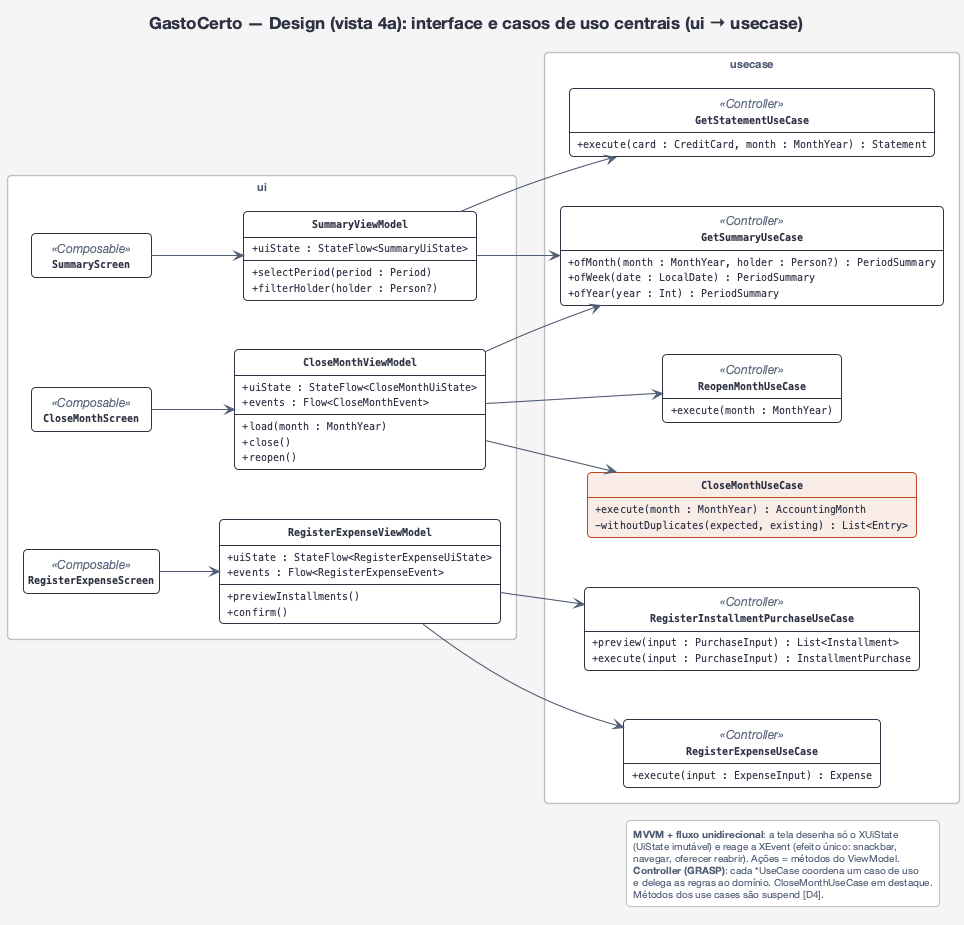 GastoCerto — Design (vista 4a): interface e casos de uso centrais (ui → usecase)
usecase
«Controller»
GetStatementUseCase
+execute(card : CreditCard, month : MonthYear) : Statement
ui
SummaryViewModel
+uiState : StateFlow<SummaryUiState>
+selectPeriod(period : Period)
+filterHolder(holder : Person?)
«Composable»
SummaryScreen
«Controller»
GetSummaryUseCase
+ofMonth(month : MonthYear, holder : Person?) : PeriodSummary
+ofWeek(date : LocalDate) : PeriodSummary
+ofYear(year : Int) : PeriodSummary
CloseMonthViewModel
+uiState : StateFlow<CloseMonthUiState>
+events : Flow<CloseMonthEvent>
+load(month : MonthYear)
+close()
+reopen()
«Composable»
CloseMonthScreen
«Controller»
ReopenMonthUseCase
+execute(month : MonthYear)
CloseMonthUseCase
+execute(month : MonthYear) : AccountingMonth
−withoutDuplicates(expected, existing) : List<Entry>
RegisterExpenseViewModel
+uiState : StateFlow<RegisterExpenseUiState>
+events : Flow<RegisterExpenseEvent>
+previewInstallments()
+confirm()
«Composable»
RegisterExpenseScreen
«Controller»
RegisterInstallmentPurchaseUseCase
+preview(input : PurchaseInput) : List<Installment>
+execute(input : PurchaseInput) : InstallmentPurchase
«Controller»
RegisterExpenseUseCase
+execute(input : ExpenseInput) : Expense
MVVM + fluxo unidirecional: a tela desenha só o XUiState
(UiState imutável) e reage a XEvent (efeito único: snackbar,
navegar, oferecer reabrir). Ações = métodos do ViewModel.
Controller (GRASP): cada *UseCase coordena um caso de uso
e delega as regras ao domínio. CloseMonthUseCase em destaque.
Métodos dos use cases são suspend [D4].